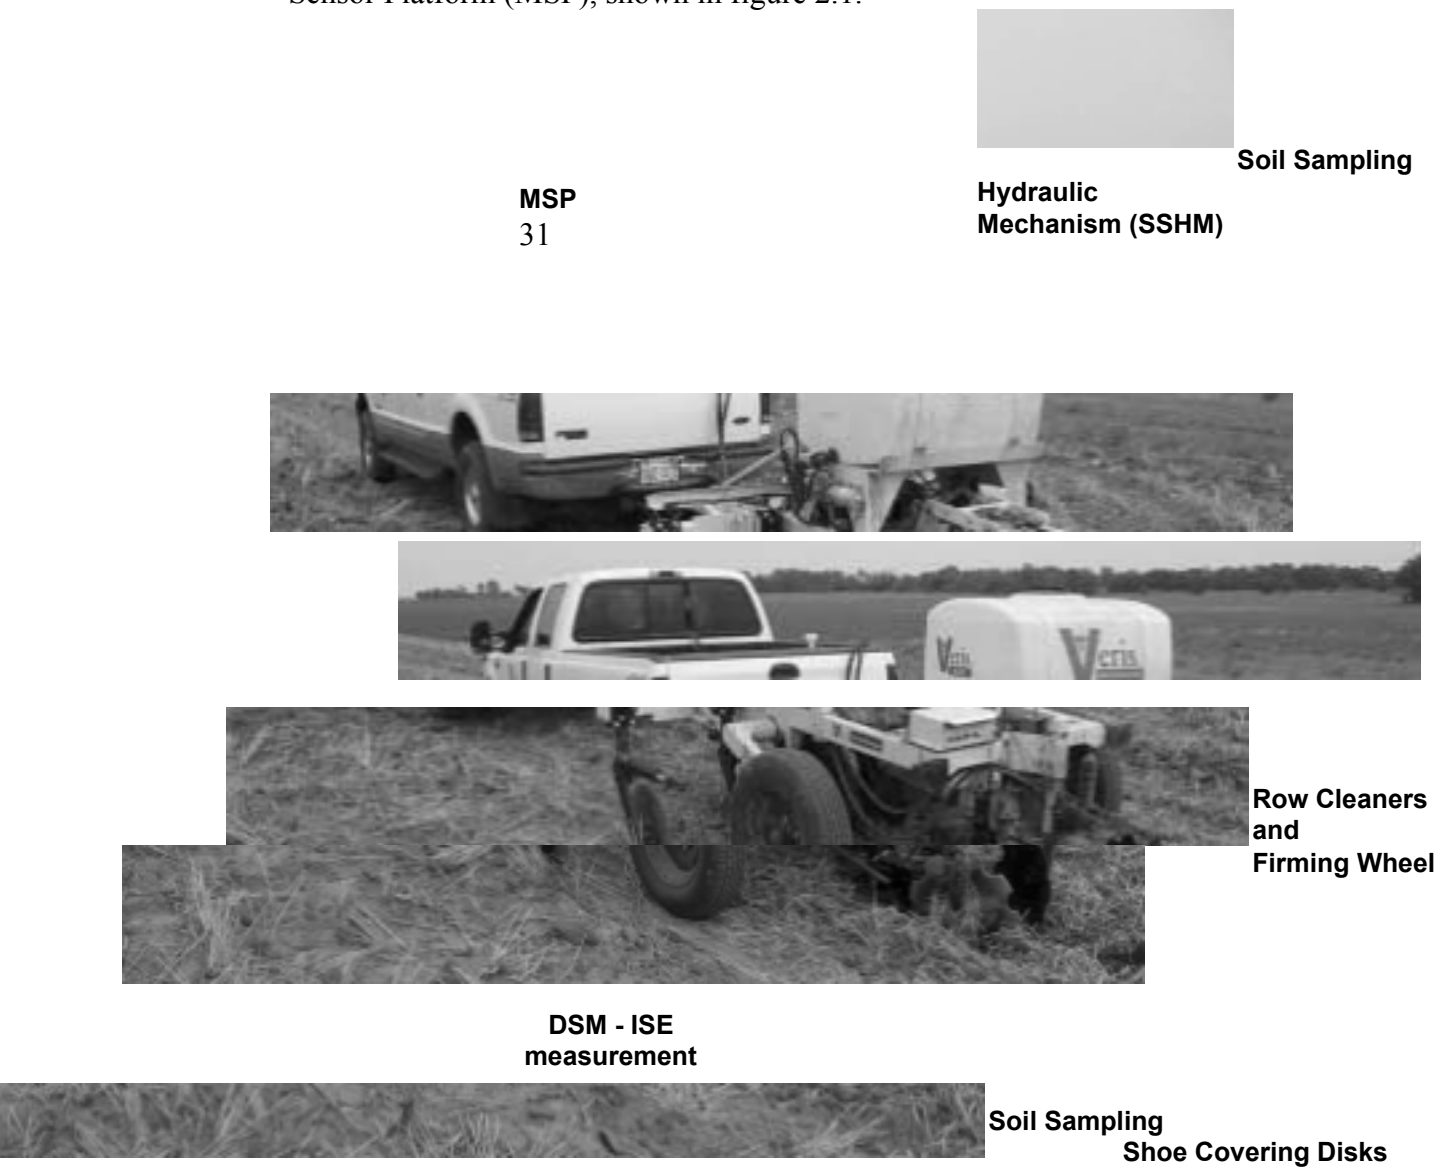 Sensor Platform (MSP), shown in figure 2.1.
Soil Sampling
MSP
Hydraulic
Mechanism (SSHM)
31
Veris
Veris
Row Cleaners
and
Firming Wheel
DSM - ISE
measurement
Soil Sampling
Shoe Covering Disks